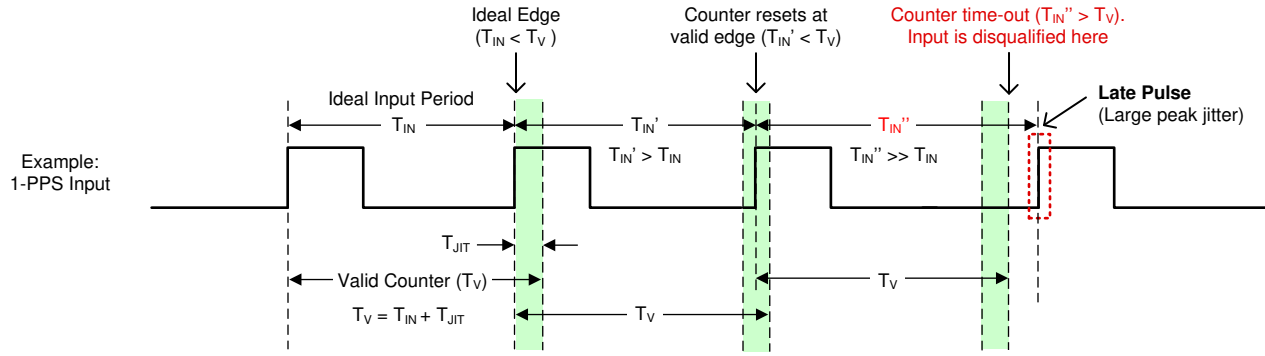 Ideal Edge
(TIN < TV )
Counter resets at
valid edge (TIN' < TV)
Counter time-out (TIN'' > TV).
Input is disqualified here
Ideal Input Period
TIN
TIN'
TIN''
Late Pulse
(Large peak jitter)
Example:
1-PPS Input
TIN' > TIN
TIN'' >> TIN
TJIT
Valid Counter (TV)
TV
TV = TIN + TJIT
TV